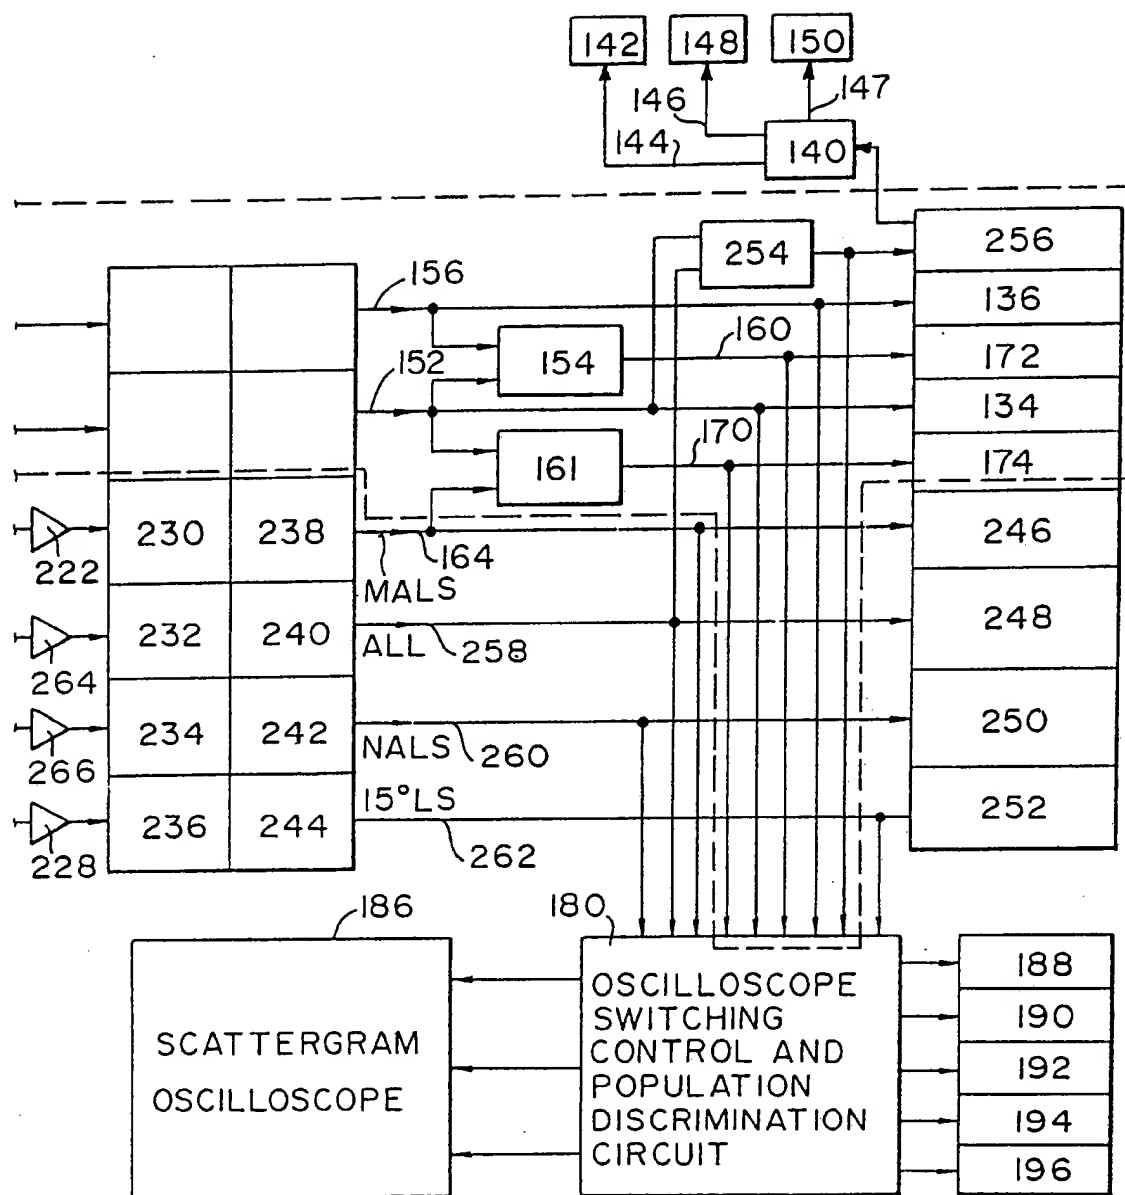 142 148 150
146 147
144 140
256
254
156 136
154 160 172
152 134
161 170 174
230 238 164 246
222 MALS
232 240 ALL 258 248
264
234 242 NALS 260 250
266
236 244 15°LS 252
228 262
186 180
OSCILLOSCOPE
SWITCHING
CONTROL AND
POPULATION
DISCRIMINATION
CIRCUIT
SCATTERGRAM
OSCILLOSCOPE
188
190
192
194
196